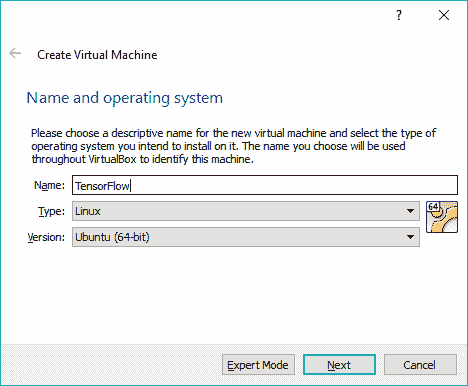 ?
Create Virtual Machine
Name and operating system
Please choose a descriptive name for the new virtual machine and select the type of
operating system you intend to install on it. The name you choose will be used
throughout VirtualBox to identify this machine.
Name: TensorFlow
Type: Linux
64
Version: Ubuntu (64-bit)
Expert Mode Next Cancel